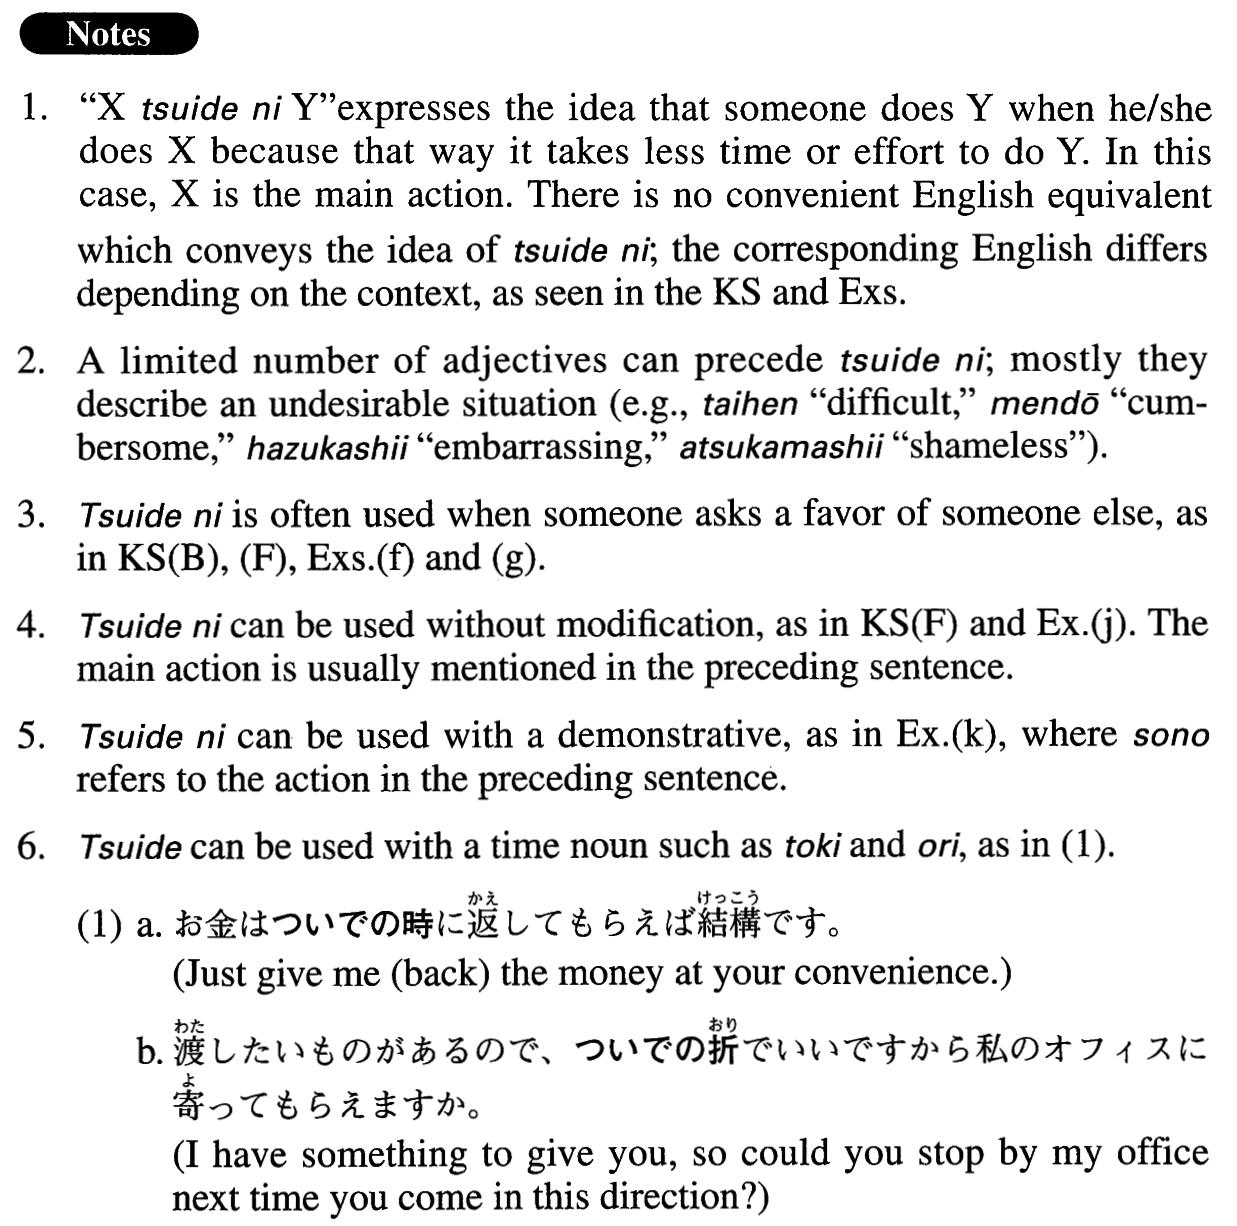 Notes
1. “X tsuide ni Y”expresses the idea that someone does Y when he/she
does X because that way it takes less time or effort to do Y. In this
case, X is the main action. There is no convenient English equivalent
which conveys the idea of tsuide ni; the corresponding English differs
depending on the context, as seen in the KS and Exs.
2. A limited number of adjectives can precede tsuide ni; mostly they
describe an undesirable situation (e.g., taihen “difficult,” mendō “cum-
bersome,” hazukashii “embarrassing,” atsukamashii “shameless”).
3. Tsuide ni is often used when someone asks a favor of someone else, as
in KS(B), (F), Exs.(f) and (g).
4. Tsuide ni can be used without modification, as in KS(F) and Ex.(j). The
main action is usually mentioned in the preceding sentence.
5. Tsuide ni can be used with a demonstrative, as in Ex.(k), where sono
refers to the action in the preceding sentence.
6. Tsuide can be used with a time noun such as toki and ori, as in (1).
かえ けっこう
(1) a. お金はついでの時に返してもらえば結構です。
(Just give me (back) the money at your convenience.)
わた おり
b. 渡したいものがあるので、ついでの折でいいですから私のオフィスに
よ
寄ってもらえますか。
(I have something to give you, so could you stop by my office
next time you come in this direction?)